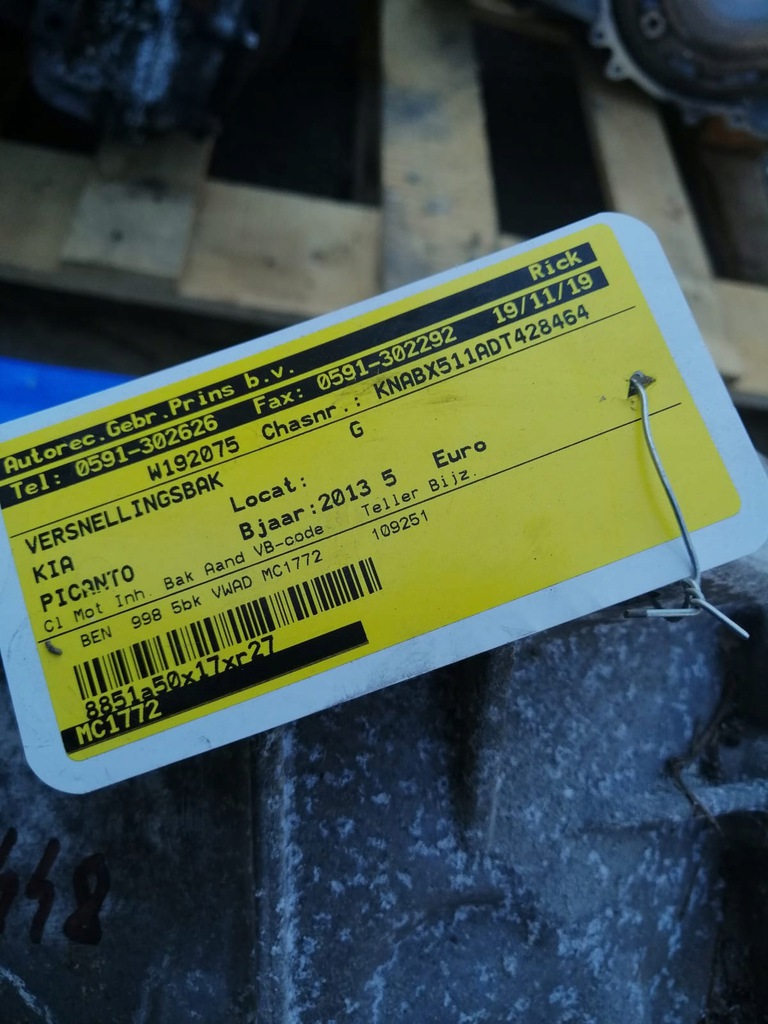 Autorec.Gebr.Prins b.v. Rick
Tel: 0591-302626 Fax: 0591-302292 19/11/19
W192075 Chasnr.: KNABX511ADT428464
VERSNELLINGSBAK G
KIA Locat:
PICANTO Bjaar:2013 5 Euro
Cl Mot Inh. Bak Aand VB-code Teller Bijz.
BEN 998 5bk VWAD MC1772 109251
8851a50x17xr27
MC1772
448